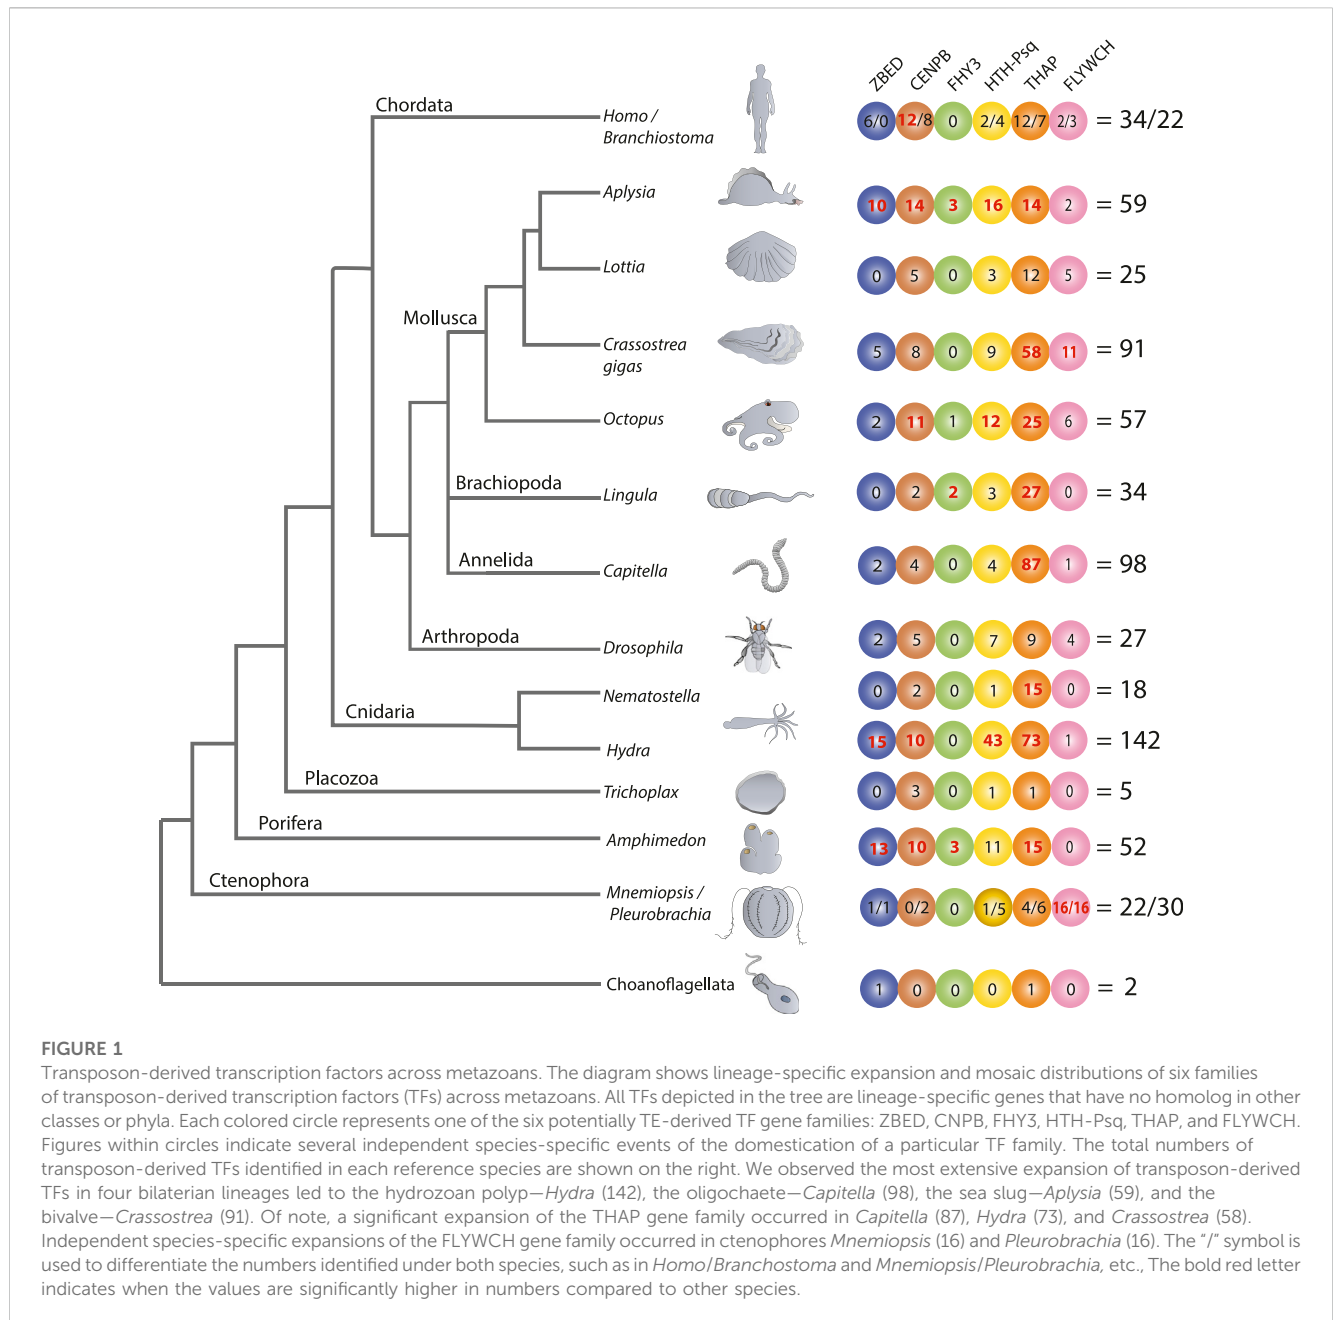 ZBED CENPB FHY3 HTH-Psq THAP FLYWCH
Chordata
Homo /
Branchiostoma
6/0 12/8 0 2/4 12/7 2/3 = 34/22
Aplysia
10 14 3 16 14 2 = 59
Lottia
0 5 0 3 12 5 = 25
Mollusca
Crassostrea
gigas
5 8 0 9 58 11 = 91
Octopus
2 11 1 12 25 6 = 57
Brachiopoda
Lingula
0 2 2 3 27 0 = 34
Annelida
Capitella
2 4 0 4 87 1 = 98
Arthropoda
Drosophila
2 5 0 7 9 4 = 27
Nematostella
0 2 0 1 15 0 = 18
Cnidaria
Hydra
15 10 0 43 73 1 = 142
Placozoa
Trichoplax
0 3 0 1 1 0 = 5
Porifera
Amphimedon
13 10 3 11 15 0 = 52
Ctenophora
Mnemiopsis /
Pleurobrachia
1/1 0/2 0 1/5 4/6 16/16 = 22/30
Choanoflagellata
1 0 0 0 1 0 = 2
FIGURE 1
Transposon-derived transcription factors across metazoans. The diagram shows lineage-specific expansion and mosaic distributions of six families
of transposon-derived transcription factors (TFs) across metazoans. All TFs depicted in the tree are lineage-specific genes that have no homolog in other
classes or phyla. Each colored circle represents one of the six potentially TE-derived TF gene families: ZBED, CNPB, FHY3, HTH-Psq, THAP, and FLYWCH.
Figures within circles indicate several independent species-specific events of the domestication of a particular TF family. The total numbers of
transposon-derived TFs identified in each reference species are shown on the right. We observed the most extensive expansion of transposon-derived
TFs in four bilaterian lineages led to the hydrozoan polyp—Hydra (142), the oligochaete—Capitella (98), the sea slug—Aplysia (59), and the
bivalve—Crassostrea (91). Of note, a significant expansion of the THAP gene family occurred in Capitella (87), Hydra (73), and Crassostrea (58).
Independent species-specific expansions of the FLYWCH gene family occurred in ctenophores Mnemiopsis (16) and Pleurobrachia (16). The “/” symbol is
used to differentiate the numbers identified under both species, such as in Homo/Branchostoma and Mnemiopsis/Pleurobrachia, etc., The bold red letter
indicates when the values are significantly higher in numbers compared to other species.